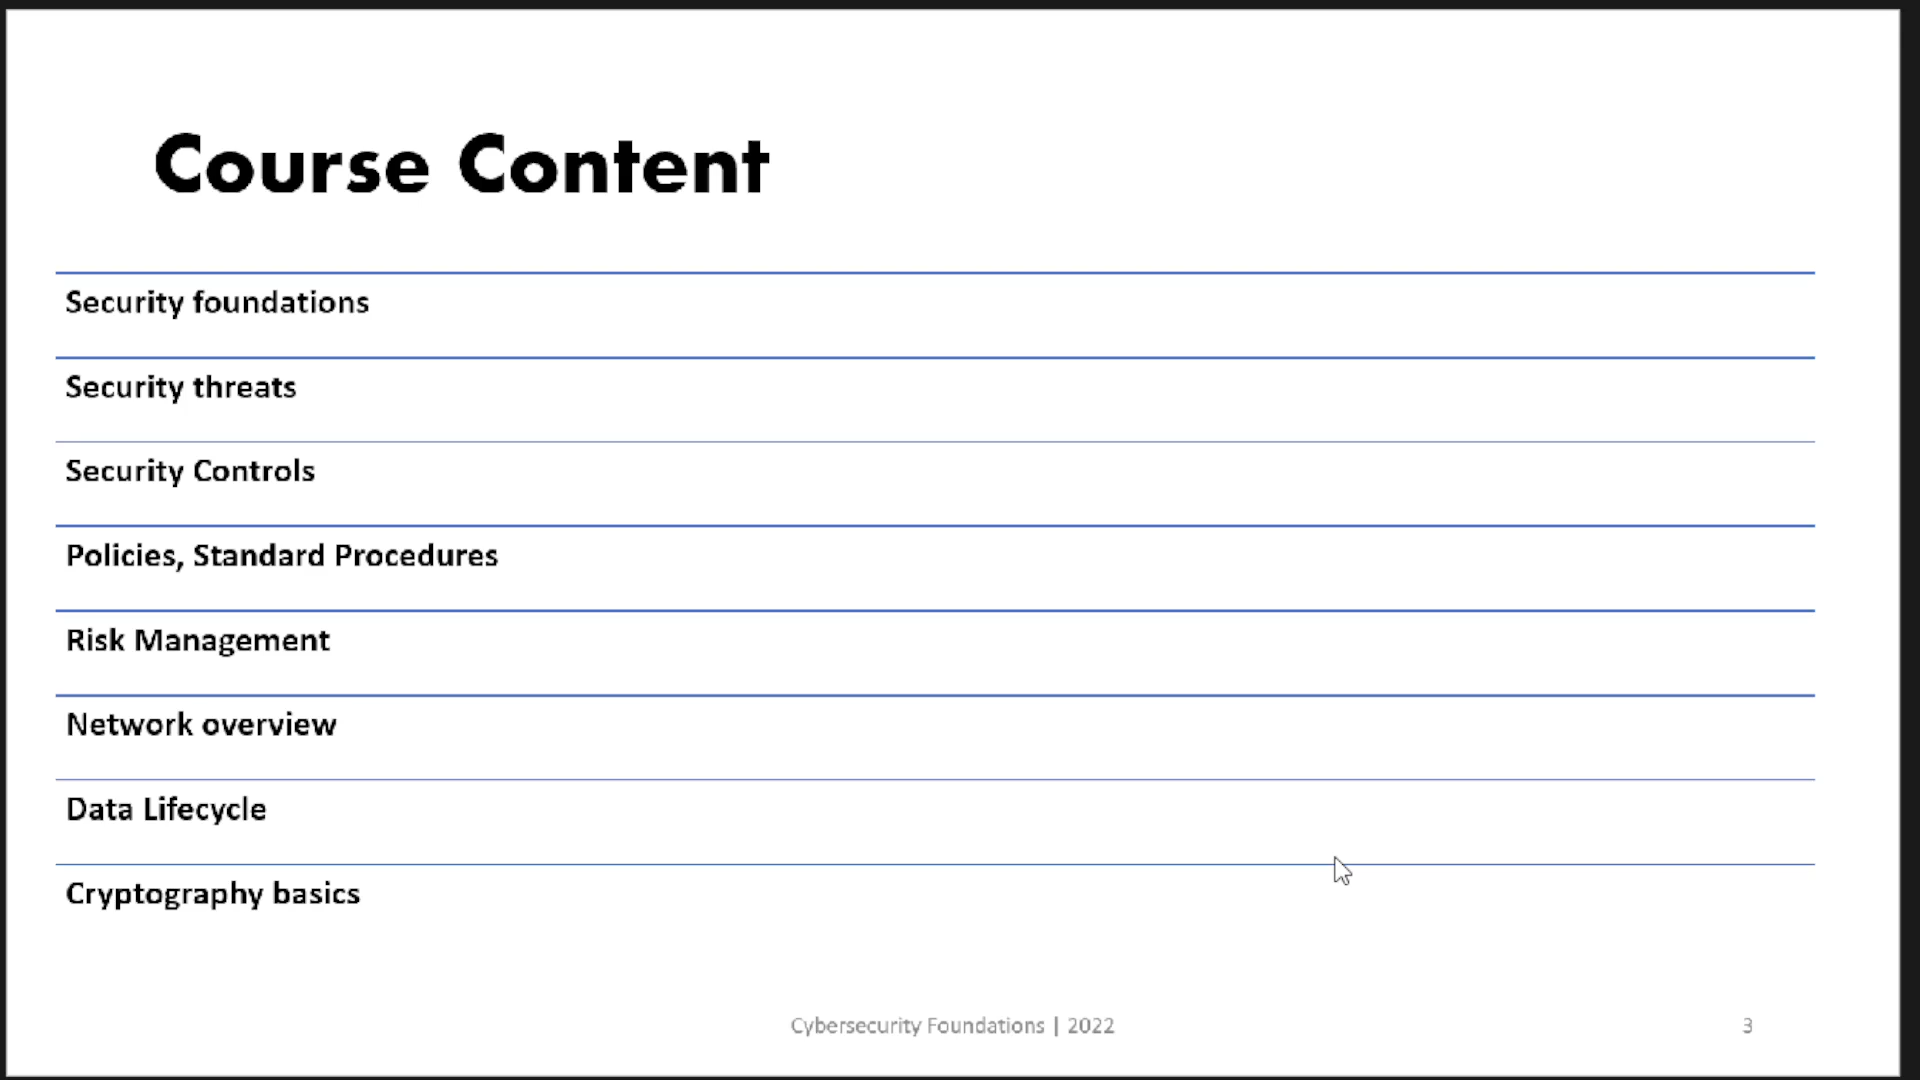 Course Content
Security foundations
Security threats
Security Controls
Policies, Standard Procedures
Risk Management
Network overview
Data Lifecycle
Cryptography basics
Cybersecurity Foundations | 2022
3